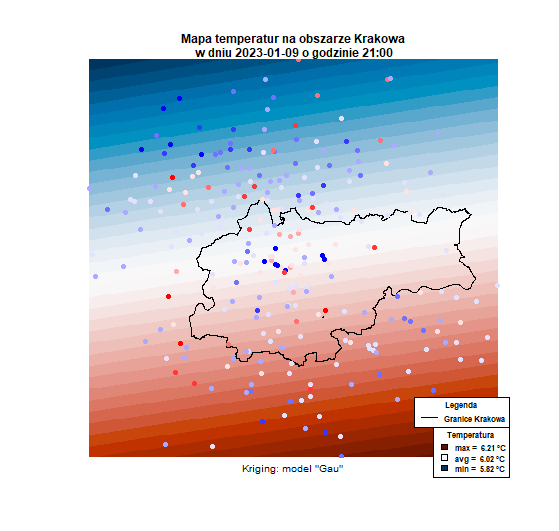 Mapa temperatur na obszarze Krakowa
w dniu 2023-01-09 o godzinie 21:00
Legenda
Granice Krakowa
Temperatura
max = 6.21 °C
avg = 6.02 °C
min = 5.82 °C
Kriging: model "Gau"